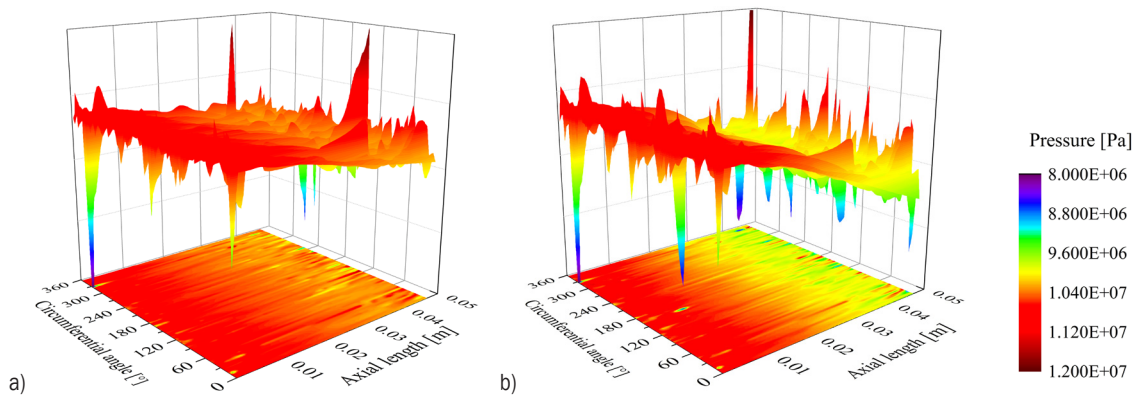 360
300
240
180
120
60
0
Circumferential angle [°]
0.01
0.02
0.03
0.04
0.05
Axial length [m]
a)
360
300
240
180
120
60
0
Circumferential angle [°]
0.01
0.02
0.03
0.04
0.05
Axial length [m]
b)
Pressure [Pa]
8.000E+06
8.800E+06
9.600E+06
1.040E+07
1.120E+07
1.200E+07